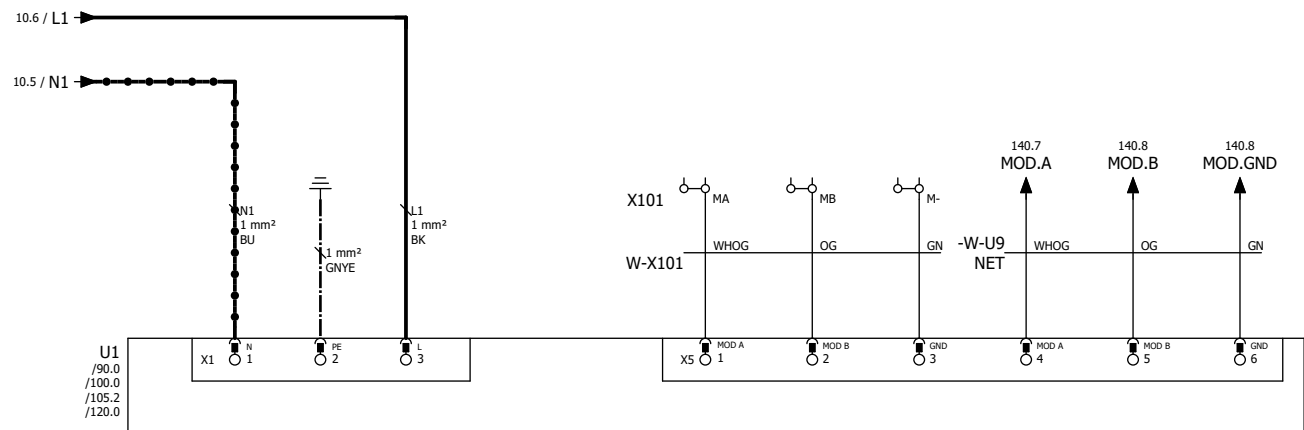 10.6 / L1
10.5 / N1
140.7 140.8 140.8
MOD.A MOD.B MOD.GND
X101 MA MB M-
N1
1 mm²
BU
L1
1 mm²
BK
1 mm²
GNYE
WHOG OG GN
W-X101
-W-U9
NET
WHOG OG GN
U1
/90.0
/100.0
/105.2
/120.0
X1
N
1
PE
2
L
3
X5
MOD A
1
MOD B
2
GND
3
MOD A
4
MOD B
5
GND
6